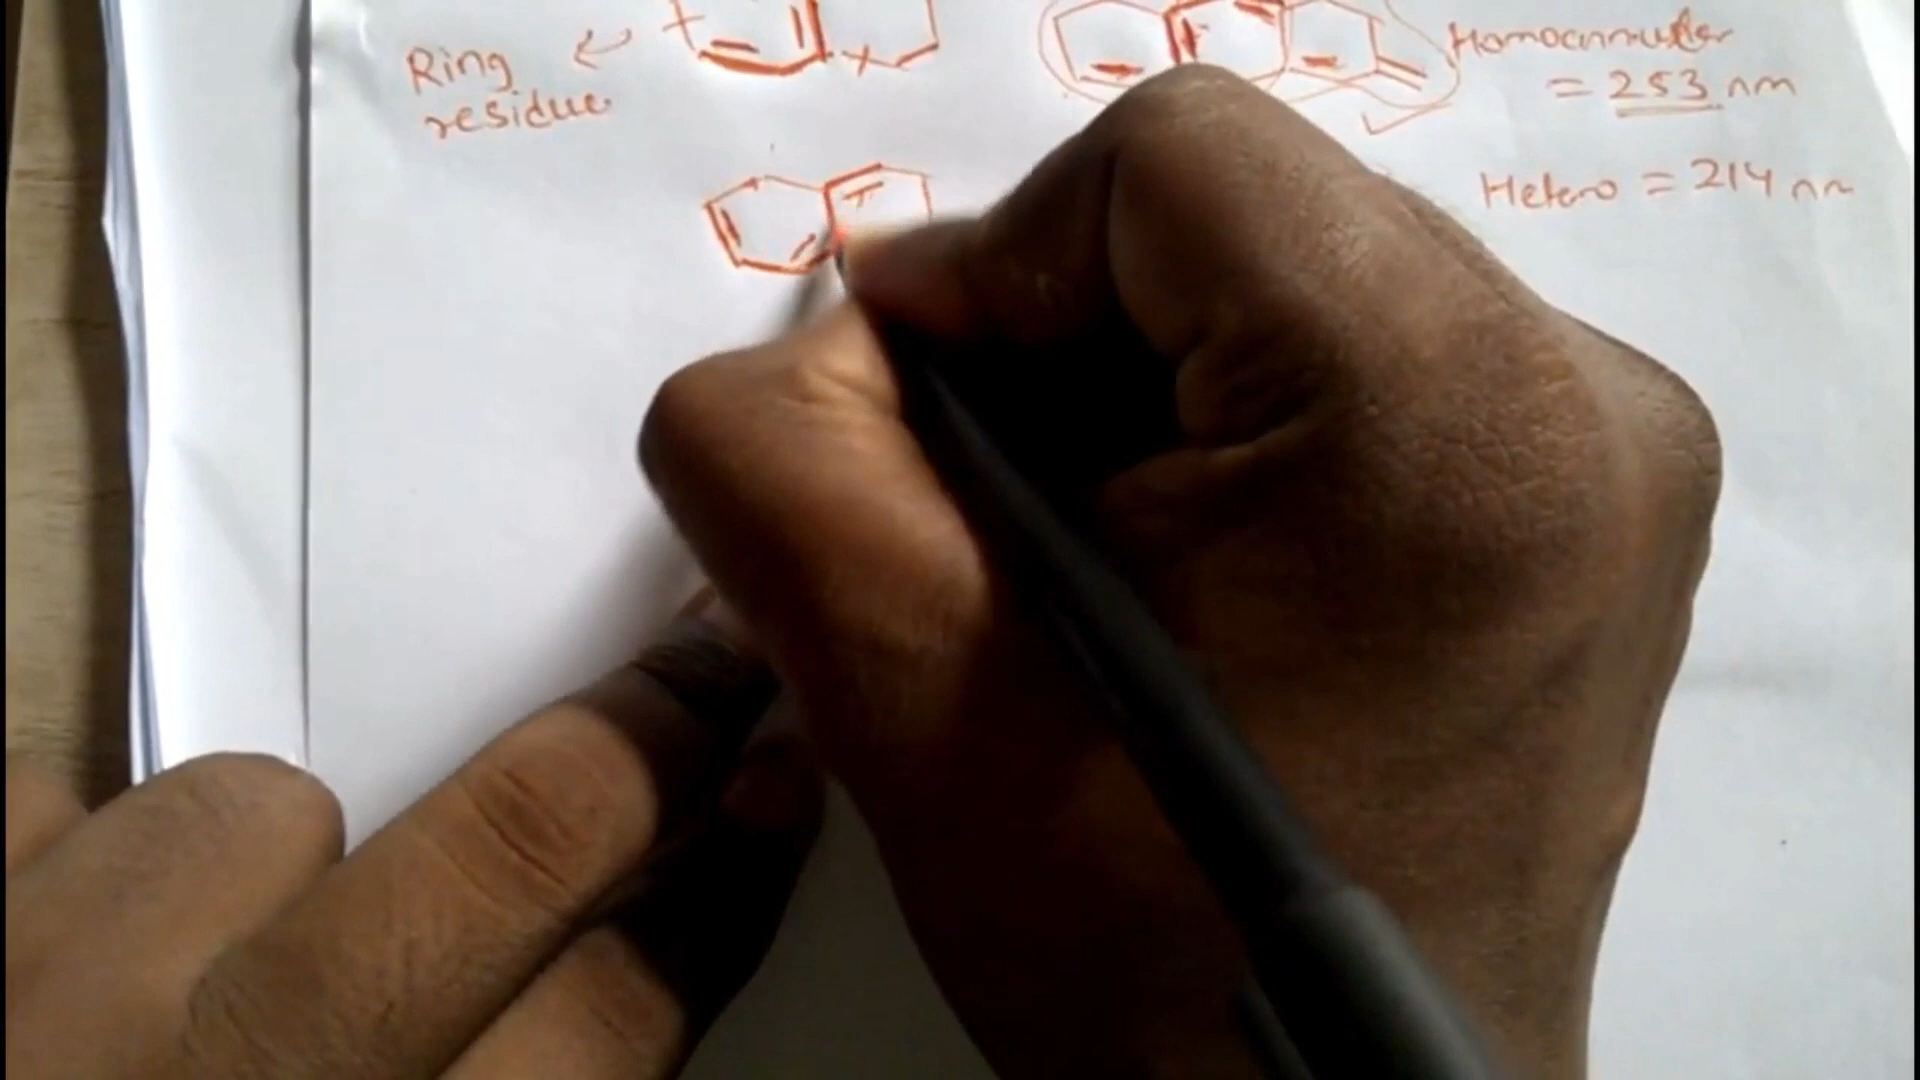 Ring
residue
Homoannular
= 253 nm
Hetero = 214 nm